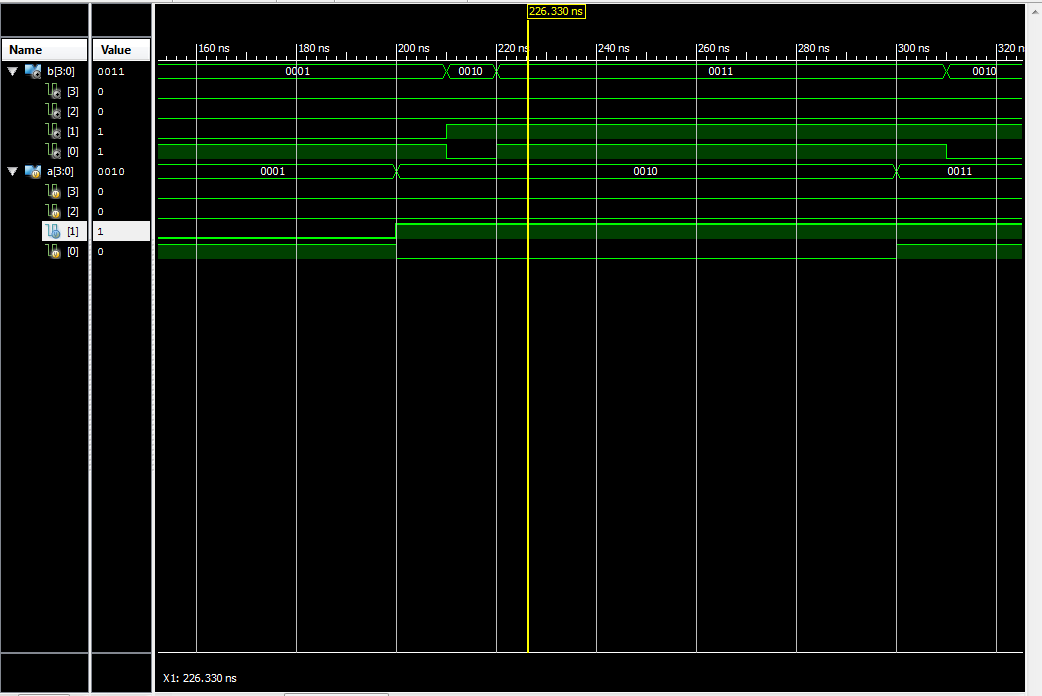 226.330 ns
Name Value
160 ns 180 ns 200 ns 220 ns 240 ns 260 ns 280 ns 300 ns 320 n
b[3:0] 0011 0001 0010 0011 0010
[3] 0
[2] 0
[1] 1
[0] 1
a[3:0] 0010 0001 0010 0011
[3] 0
[2] 0
[1] 1
[0] 0
X1: 226.330 ns